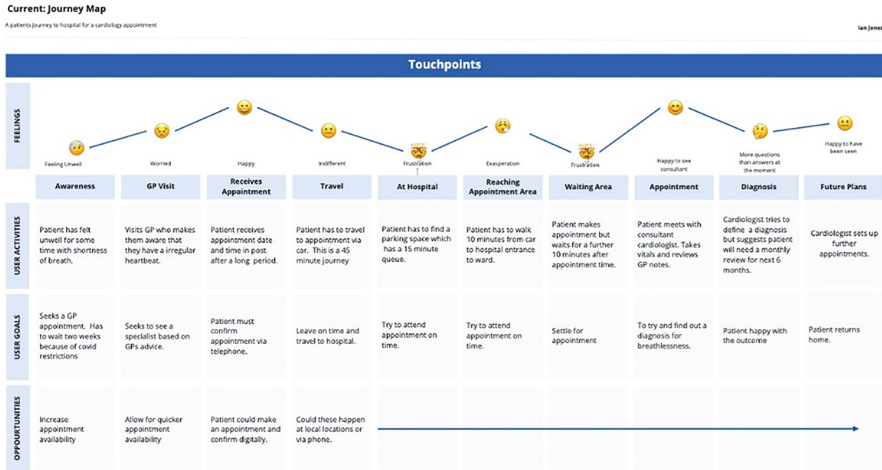 Current: Journey Map
A patients journey to hospital for a cardiology appointment
Ian Jones
Touchpoints
FEELINGS
Feeling Unwell
Worried
Happy
Indifferent
Frustration
Exasperation
Frustration
Happy to see
consultant
More questions
than answers at
the moment
Happy to have
been seen
Awareness
GP Visit
Receives
Appointment
Travel
At Hospital
Reaching
Appointment Area
Waiting Area
Appointment
Diagnosis
Future Plans
USER ACTIVITIES
Patient has felt
unwell for some
time with shortness
of breath.
Visits GP who makes
them aware that
they have a irregular
heartbeat.
Patient receives
appointment date
and time in post
after a long period.
Patient has to travel
to appointment via
car. This is a 45
minute journey
Patient has to find a
parking space which
has a 15 minute
queue.
Patient has to walk
10 minutes from car
to hospital entrance
to ward.
Patient makes
appointment but
waits for a further
10 minutes after
appointment time.
Patient meets with
consultant
cardiologist. Takes
vitals and reviews
GP notes.
Cardiologist tries to
define a diagnosis
but suggests patient
will need a monthly
review for next 6
months.
Cardiologist sets up
further
appointments.
USER GOALS
Seeks a GP
appointment. Has
to wait two weeks
because of covid
restrictions
Seeks to see a
specialist based on
GPs advice.
Patient must
confirm
appointment via
telephone.
Leave on time and
travel to hospital.
Try to attend
appointment on
time.
Try to attend
appointment on
time.
Settle for
appointment
To try and find out a
diagnosis for
breathlessness.
Patient happy with
the outcome
Patient returns
home.
OPPOURTUNITIES
Increase
appointment
availability
Allow for quicker
appointment
availability
Patient could make
an appointment and
confirm digitally.
Could these happen
at local locations or
via phone.